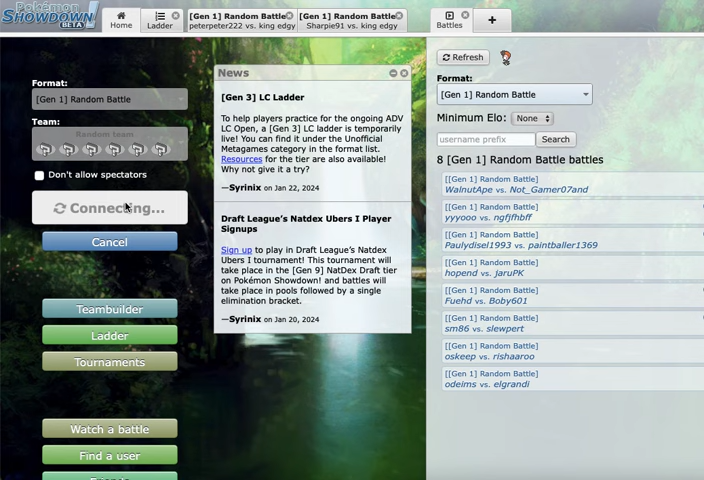 Pokémon
Showdown!
BETA
Home
Ladder
[Gen 1] Random Battle
peterpeter222 vs. king edgy
[Gen 1] Random Battle
Sharpie91 vs. king edgy
Battles
+
Format:
[Gen 1] Random Battle
Team:
Random team
Don't allow spectators
Connecting...
Cancel
Teambuilder
Ladder
Tournaments
Watch a battle
Find a user
News
[Gen 3] LC Ladder
To help players practice for the ongoing ADV
LC Open, a [Gen 3] LC ladder is temporarily
live! You can find it under the Unofficial
Metagames category in the format list.
Resources for the tier are also available!
Why not give it a try?
—Syrinix on Jan 22, 2024
Draft League's Natdex Ubers I Player
Signups
Sign up to play in Draft League's Natdex
Ubers I tournament! This tournament will
take place in the [Gen 9] NatDex Draft tier
on Pokémon Showdown! and battles will
take place in pools followed by a single
elimination bracket.
—Syrinix on Jan 20, 2024
Refresh
Format:
[Gen 1] Random Battle
Minimum Elo: None
username prefix
Search
8 [Gen 1] Random Battle battles
[[Gen 1] Random Battle]
WalnutApe vs. Not_Gamer07and
[[Gen 1] Random Battle]
yyyooo vs. ngfjfhbff
[[Gen 1] Random Battle]
Paulydisel1993 vs. paintballer1369
[[Gen 1] Random Battle]
hopend vs. jaruPK
[[Gen 1] Random Battle]
Fuehd vs. Boby601
[[Gen 1] Random Battle]
sm86 vs. slewpert
[[Gen 1] Random Battle]
oskeep vs. rishaaroo
[[Gen 1] Random Battle]
odeims vs. elgrandi